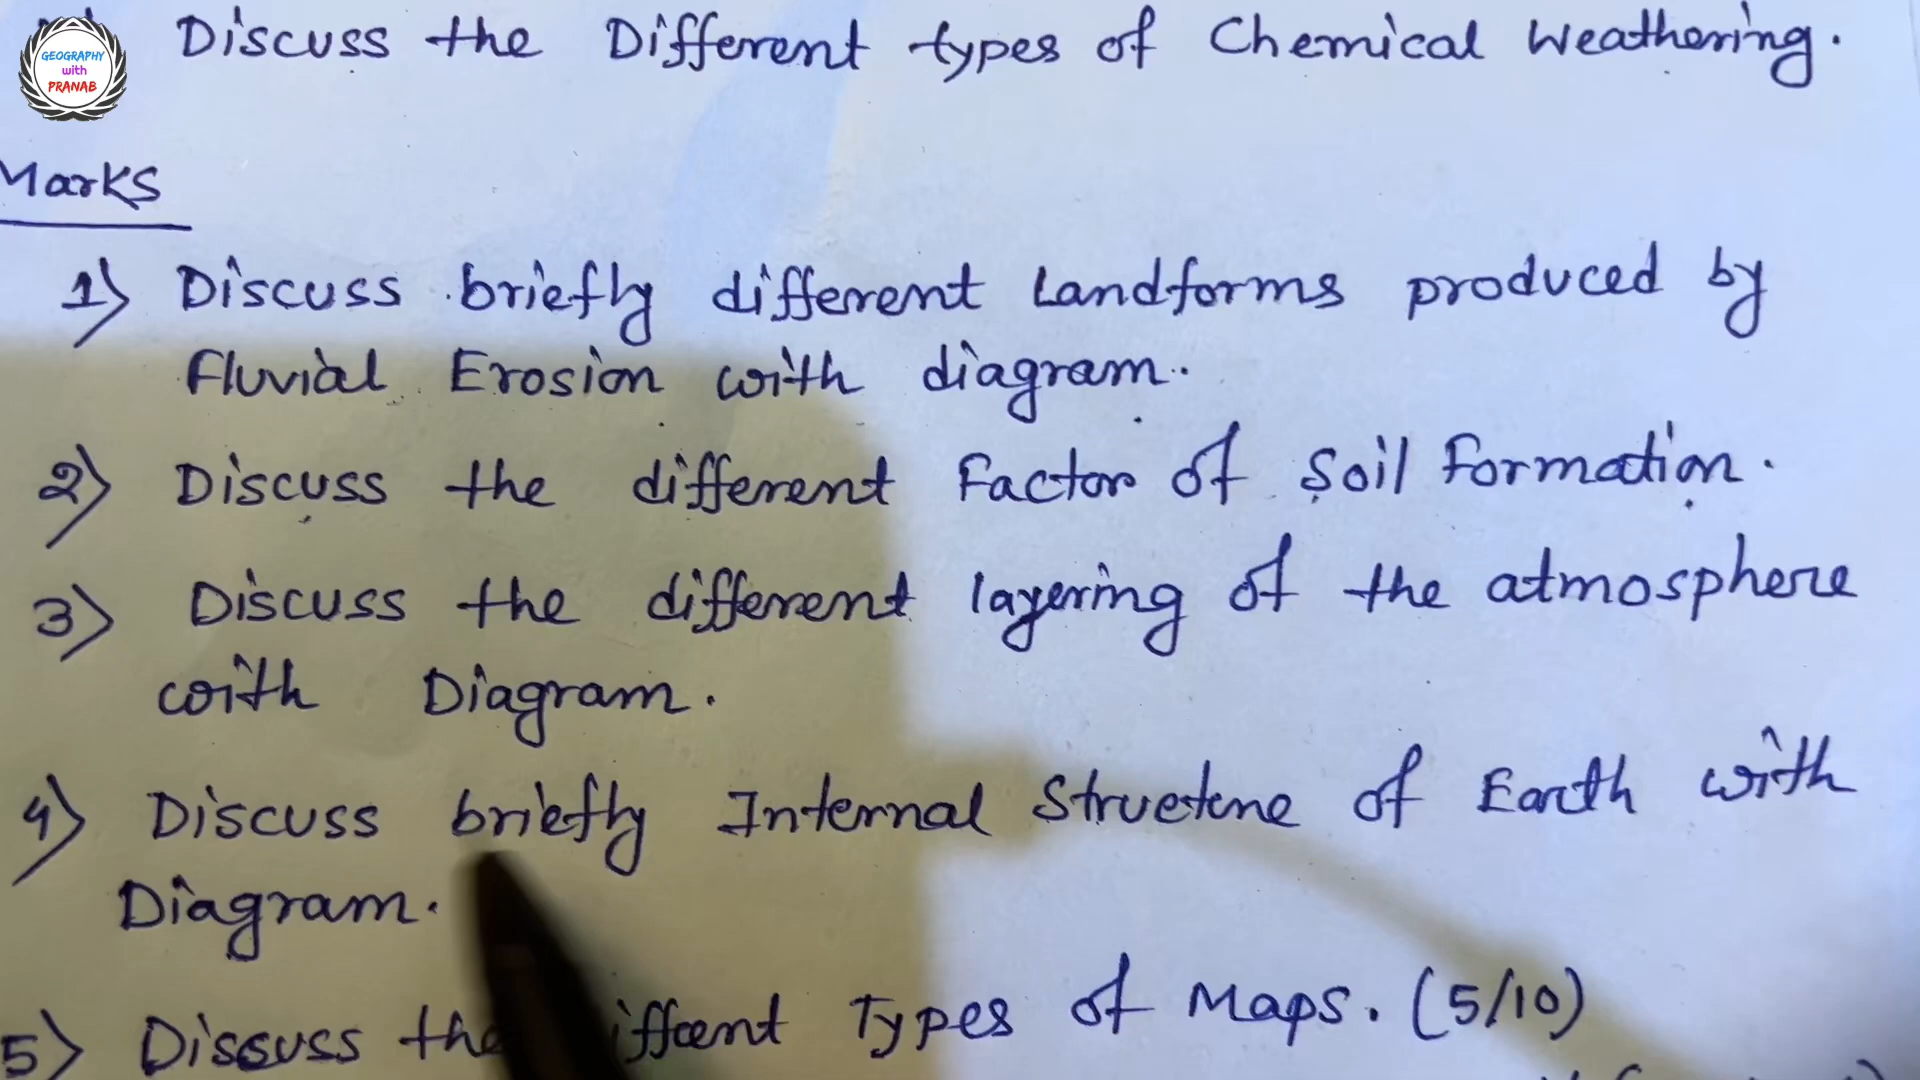 GEOGRAPHY
with
PRANAB
Discuss the Different types of Chemical Weathering.
Marks
1) Discuss briefly different Landforms produced by
Fluvial Erosion with diagram.
2) Discuss the different Factor of Soil Formation.
3) Discuss the different layering of the atmosphere
with Diagram.
4) Discuss briefly Internal Structure of Earth with
Diagram.
5) Discuss the Types of Maps. (5/10)